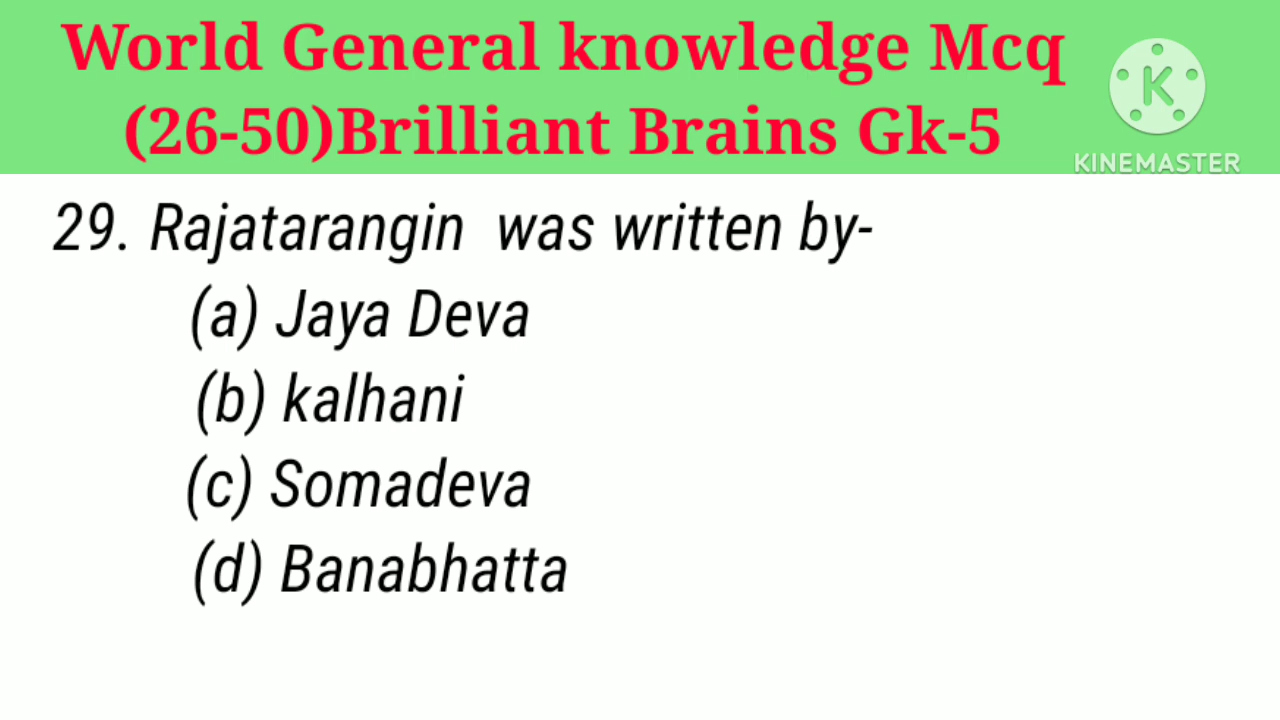 World General knowledge Mcq
(26-50)Brilliant Brains Gk-5
K
KINEMASTER
29. Rajatarangin was written by-
(a) Jaya Deva
(b) kalhani
(c) Somadeva
(d) Banabhatta